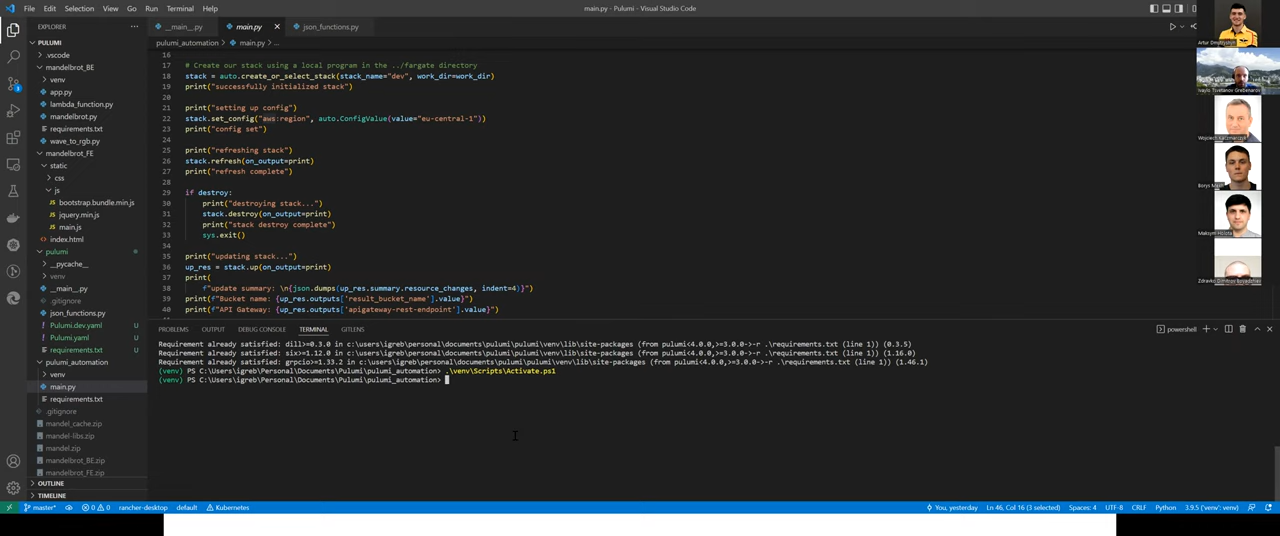 File Edit Selection View Go Run Terminal Help
main.py - Pulumi - Visual Studio Code
EXPLORER
PULUMI
.vscode
mandelbrot_BE
venv
app.py
lambda_function.py
mandelbrot.py
requirements.txt
wave_to_rgb.py
mandelbrot_FE
static
css
js
bootstrap.bundle.min.js
jquery.min.js
main.js
index.html
pulumi
__pycache__
venv
__main__.py
.gitignore
json_functions.py
Pulumi.dev.yaml U
Pulumi.yaml U
requirements.txt U
pulumi_automation
venv
main.py
requirements.txt
.gitignore
mandel_cache.zip
mandel-libs.zip
mandel.zip
mandelbrot_BE.zip
mandelbrot_FE.zip
OUTLINE
TIMELINE
__main__.py
main.py
json_functions.py
pulumi_automation > main.py > ...
16
17 # Create our stack using a local program in the ../fargate directory
18 stack = auto.create_or_select_stack(stack_name="dev", work_dir=work_dir)
19 print("successfully initialized stack")
20
21 print("setting up config")
22 stack.set_config("aws:region", auto.ConfigValue(value="eu-central-1"))
23 print("config set")
24
25 print("refreshing stack")
26 stack.refresh(on_output=print)
27 print("refresh complete")
28
29 if destroy:
30 print("destroying stack...")
31 stack.destroy(on_output=print)
32 print("stack destroy complete")
33 sys.exit()
34
35 print("updating stack...")
36 up_res = stack.up(on_output=print)
37 print(
38 f"update summary: \n{json.dumps(up_res.summary.resource_changes, indent=4)}")
39 print(f"Bucket name: {up_res.outputs['result_bucket_name'].value}")
40 print(f"API Gateway: {up_res.outputs['apigateway-rest-endpoint'].value}")
PROBLEMS OUTPUT DEBUG CONSOLE TERMINAL GITLENS
powershell
Requirement already satisfied: dill>=0.3.0 in c:\users\igreb\personal\documents\pulumi\pulumi\venv\lib\site-packages (from pulumi<4.0.0,>=3.0.0->-r .\requirements.txt (line 1)) (0.3.5)
Requirement already satisfied: six>=1.12.0 in c:\users\igreb\personal\documents\pulumi\pulumi\venv\lib\site-packages (from pulumi<4.0.0,>=3.0.0->-r .\requirements.txt (line 1)) (1.16.0)
Requirement already satisfied: grpcio>=1.33.2 in c:\users\igreb\personal\documents\pulumi\pulumi\venv\lib\site-packages (from pulumi<4.0.0,>=3.0.0->-r .\requirements.txt (line 1)) (1.46.1)
(venv) PS C:\Users\igreb\Personal\Documents\Pulumi\pulumi_automation> .\venv\Scripts\Activate.ps1
(venv) PS C:\Users\igreb\Personal\Documents\Pulumi\pulumi_automation>
master* 0 0 rancher-desktop default Kubernetes
You, yesterday Ln 46, Col 16 (3 selected) Spaces: 4 UTF-8 CRLF Python 3.9.5 ('venv': venv)
Ivajlo Tsvetanov Grebenarov
Wojciech
Borys
Maksym
Zdravko Dimitrov